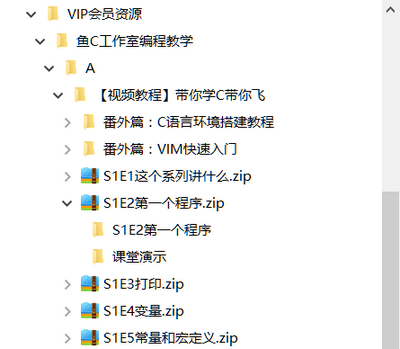 VIP会员资源
鱼C工作室编程教学
A
【视频教程】带你学C带你飞
番外篇：C语言环境搭建教程
番外篇：VIM快速入门
S1E1这个系列讲什么.zip
S1E2第一个程序.zip
S1E2第一个程序
课堂演示
S1E3打印.zip
S1E4变量.zip
S1E5常量和宏定义.zip